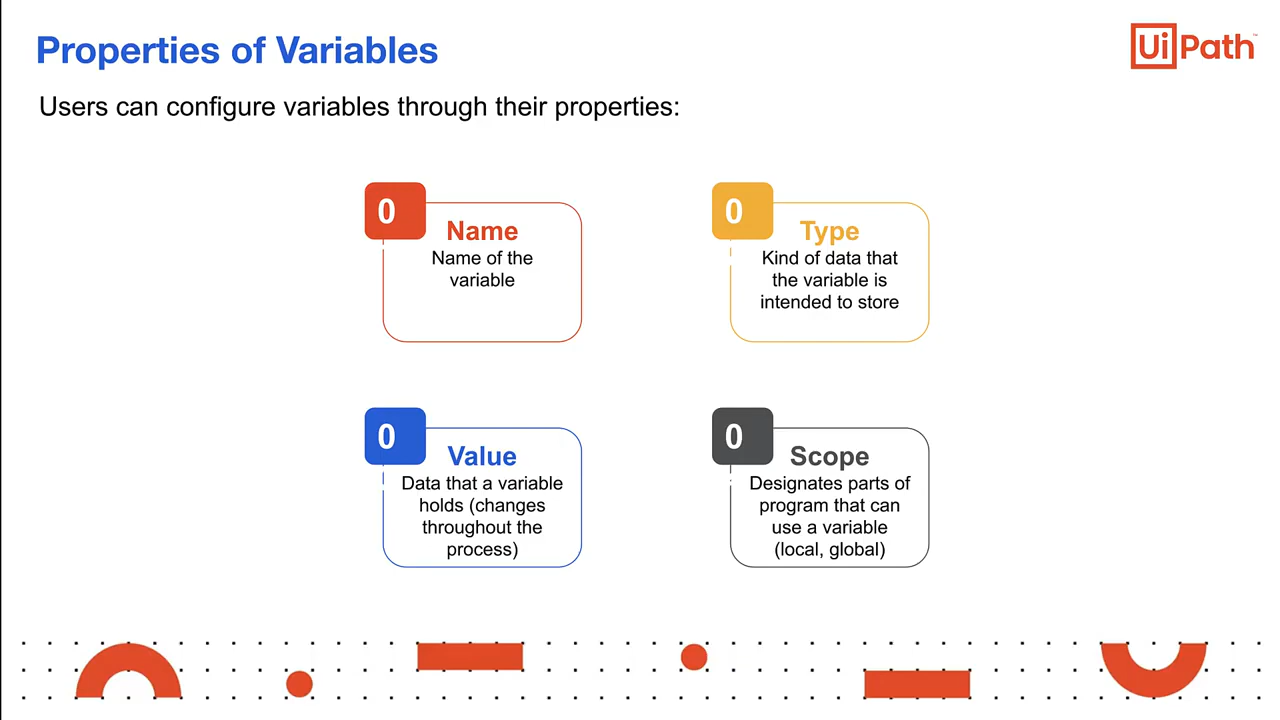 Properties of Variables
UiPath™
Users can configure variables through their properties:
0
Name
Name of the
variable
0
Type
Kind of data that
the variable is
intended to store
0
Value
Data that a variable
holds (changes
throughout the
process)
0
Scope
Designates parts of
program that can
use a variable
(local, global)